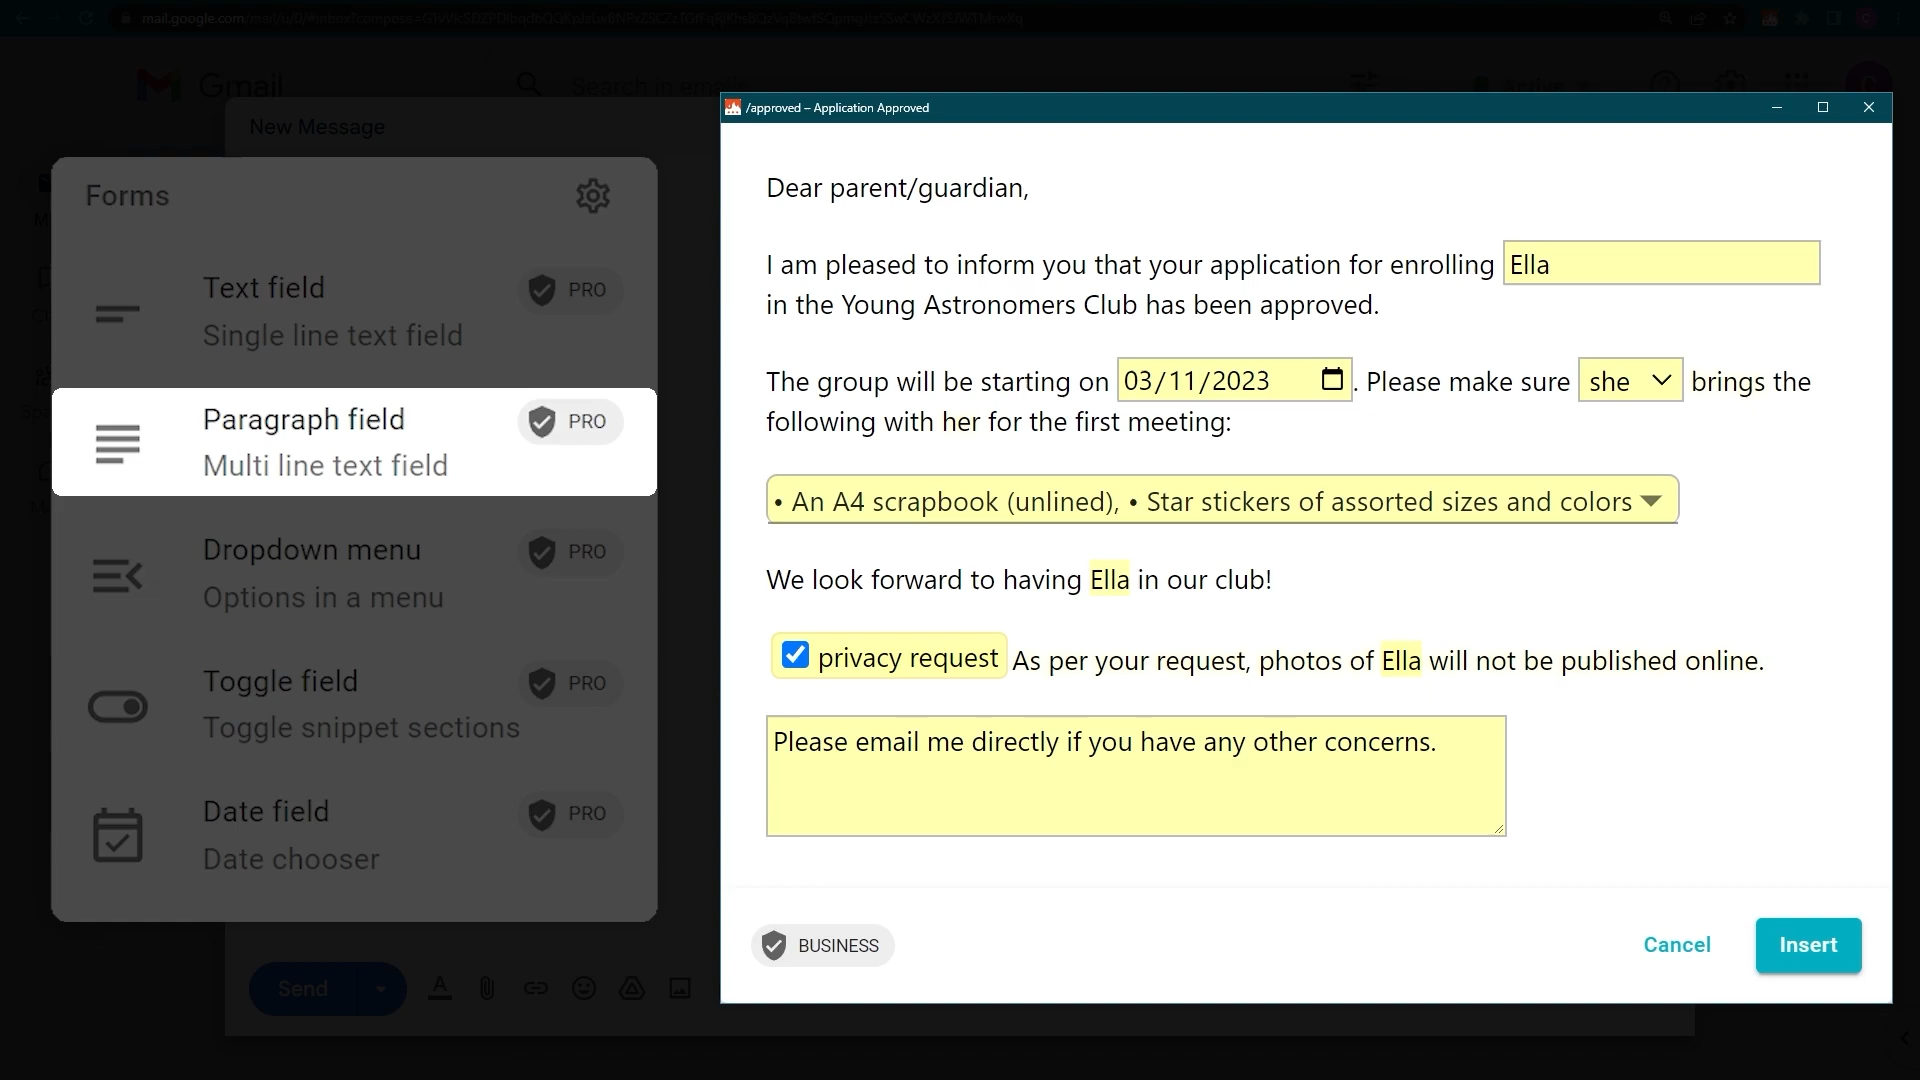 Gmail
Search in emails
Active
New Message
/approved – Application Approved
Forms
Text field
PRO
Single line text field
Paragraph field
PRO
Multi line text field
Dropdown menu
PRO
Options in a menu
Toggle field
PRO
Toggle snippet sections
Date field
PRO
Date chooser
Send
Dear parent/guardian,
I am pleased to inform you that your application for enrolling Ella
in the Young Astronomers Club has been approved.
The group will be starting on 03/11/2023 . Please make sure she brings the
following with her for the first meeting:
• An A4 scrapbook (unlined), • Star stickers of assorted sizes and colors
We look forward to having Ella in our club!
privacy request As per your request, photos of Ella will not be published online.
Please email me directly if you have any other concerns.
BUSINESS
Cancel
Insert